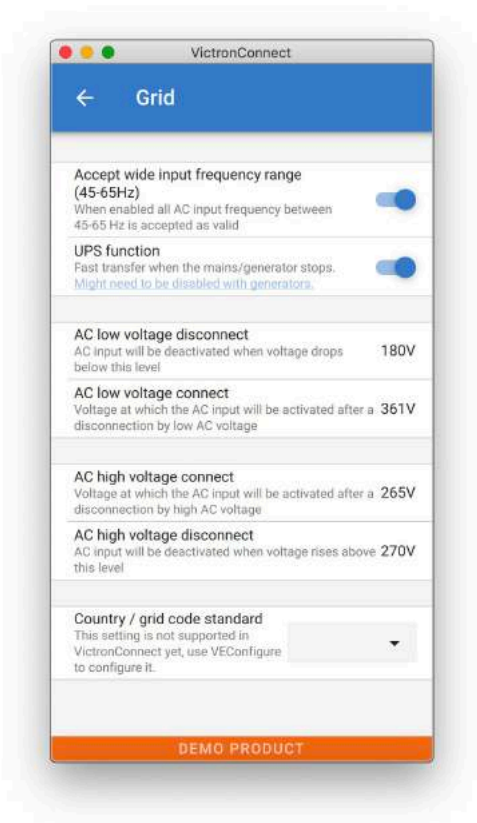 VictronConnect
Grid
Accept wide input frequency range
(45-65Hz)
When enabled all AC input frequency between
45-65 Hz is accepted as valid
UPS function
Fast transfer when the mains/generator stops.
Might need to be disabled with generators.
AC low voltage disconnect
AC input will be deactivated when voltage drops
below this level
180V
AC low voltage connect
Voltage at which the AC input will be activated after a
disconnection by low AC voltage
361V
AC high voltage connect
Voltage at which the AC input will be activated after a
disconnection by high AC voltage
265V
AC high voltage disconnect
AC input will be deactivated when voltage rises above
this level
270V
Country / grid code standard
This setting is not supported in
VictronConnect yet, use VEConfigure
to configure it.
DEMO PRODUCT